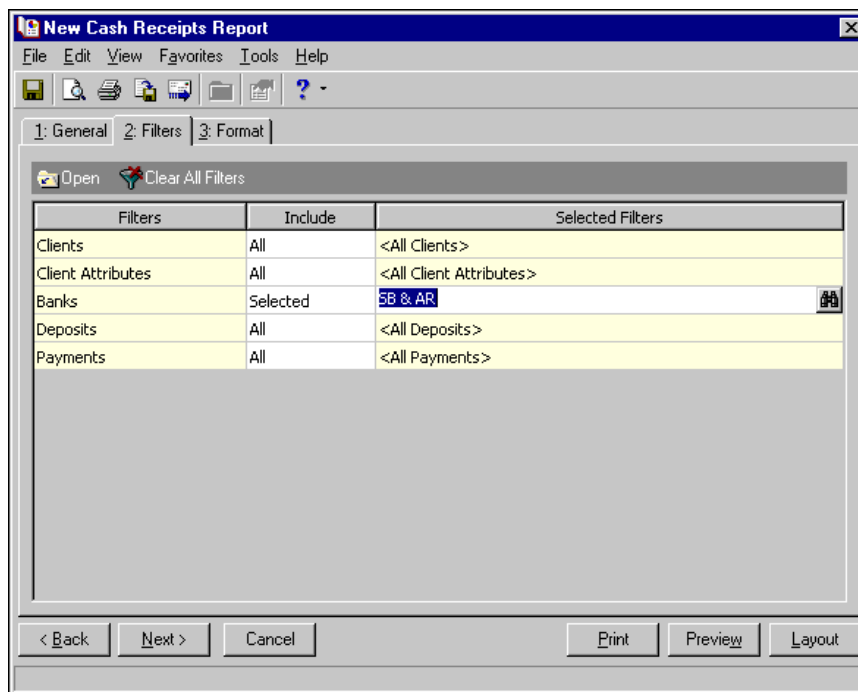 New Cash Receipts Report
File Edit View Favorites Tools Help
1: General 2: Filters 3: Format
Open Clear All Filters
Filters Include Selected Filters
Clients All <All Clients>
Client Attributes All <All Client Attributes>
Banks Selected SB & AR
Deposits All <All Deposits>
Payments All <All Payments>
< Back Next > Cancel Print Preview Layout